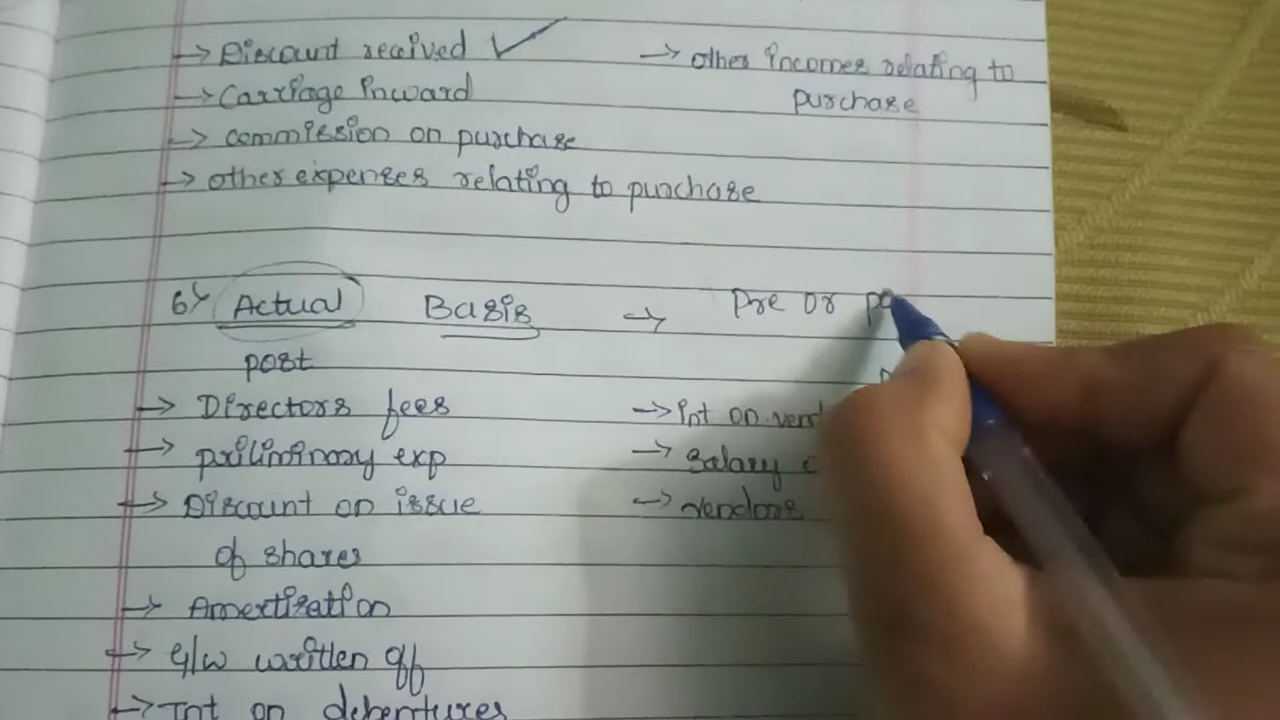 → Discount received ✓
→ other incomes relating to
purchase
→ Carriage Inward
→ commission on purchase
→ other expenses relating to purchase
6) Actual Basis → Pre or po
post
→ Directors fees
→ Int on
→ preliminary exp
→ Salary
→ Discount on issue
of shares
→ vendors
→ Amortisation
→ G/w written off
→ Int on debentures